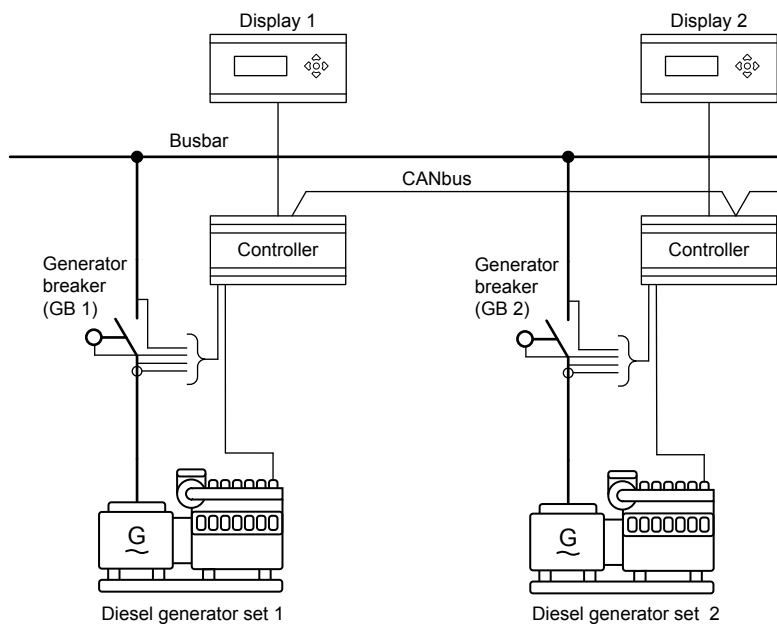 Display 1
Display 2
Busbar
CANbus
Controller
Controller
Generator
breaker
(GB 1)
Generator
breaker
(GB 2)
G
G
Diesel generator set 1
Diesel generator set 2